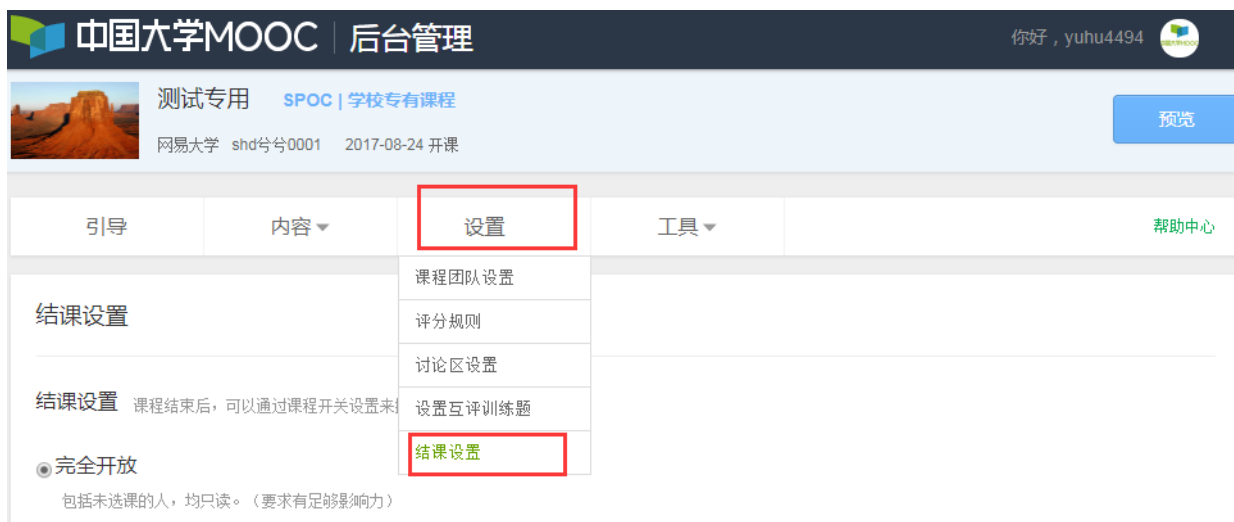 中国大学MOOC 后台管理
你好，yuhu4494
测试专用 SPOC | 学校专有课程
预览
网易大学 shd兮兮0001 2017-08-24 开课
引导 内容 设置 工具 帮助中心
课程团队设置
评分规则
讨论区设置
设置互评训练题
结课设置
结课设置
结课设置 课程结束后，可以通过课程开关设置来
完全开放
包括未选课的人，均只读。（要求有足够影响力）